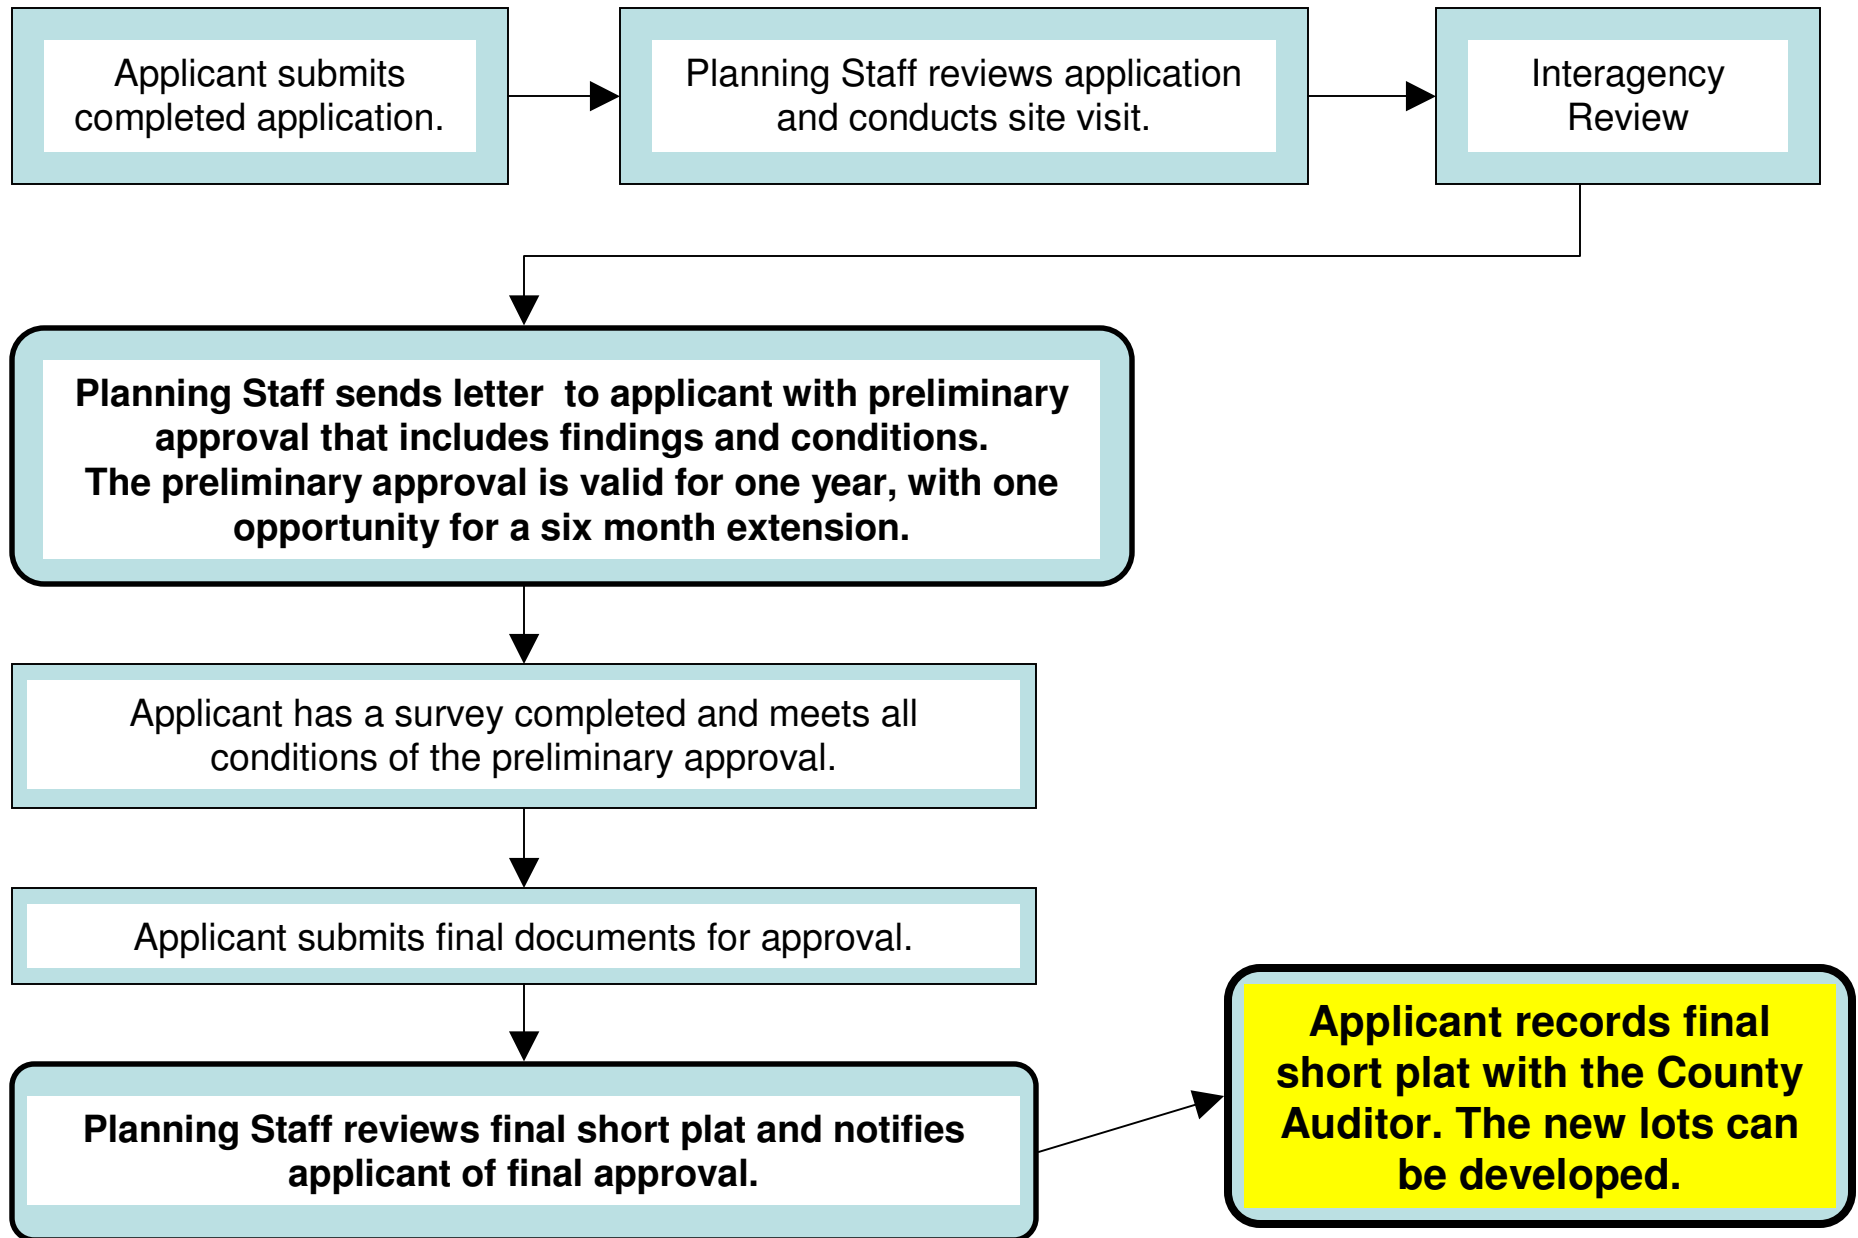 Applicant submits
completed application.
Planning Staff reviews application
and conducts site visit.
Interagency
Review
Planning Staff sends letter  to applicant with preliminary
approval that includes findings and conditions.
The preliminary approval is valid for one year, with one
opportunity for a six month extension.
Applicant has a survey completed and meets all
conditions of the preliminary approval.
Applicant submits final documents for approval.
Planning Staff reviews final short plat and notifies
applicant of final approval.
Applicant records final
short plat with the County
Auditor. The new lots can
be developed.